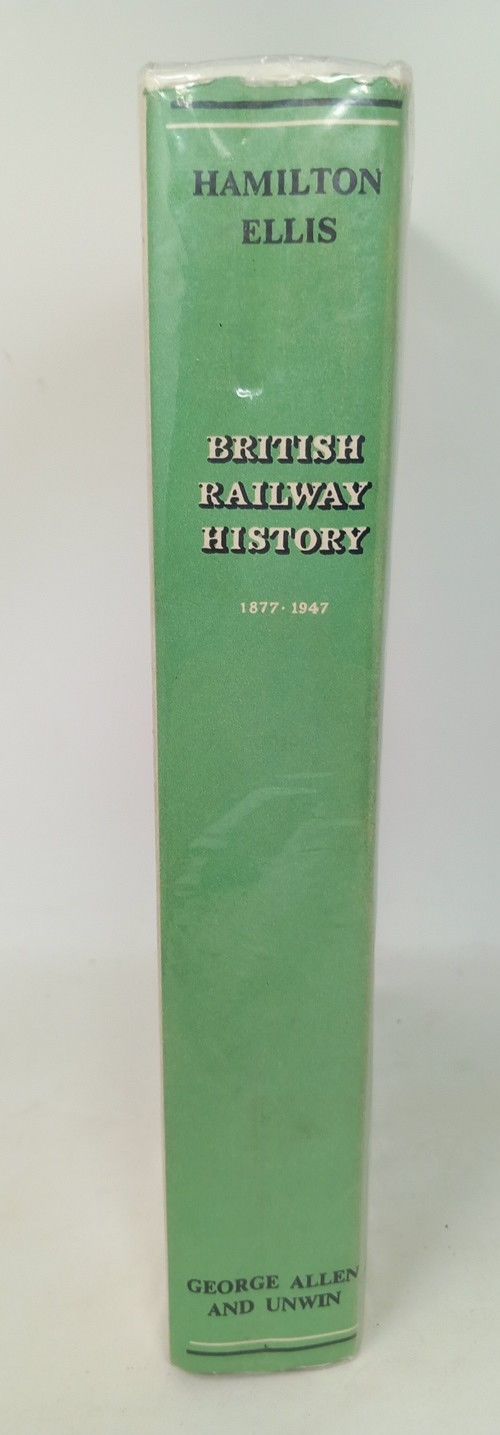 HAMILTON
ELLIS
BRITISH
RAILWAY
HISTORY
1877 · 1947
GEORGE ALLEN
AND UNWIN